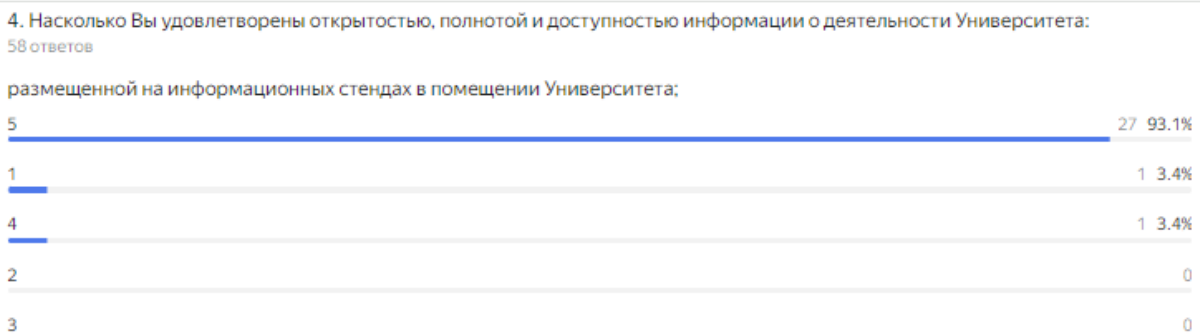 4. Насколько Вы удовлетворены открытостью, полнотой и доступностью информации о деятельности Университета:
58 ответов
размещенной на информационных стендах в помещении Университета;
5 27 93.1%
1 1 3.4%
4 1 3.4%
2 0
3 0